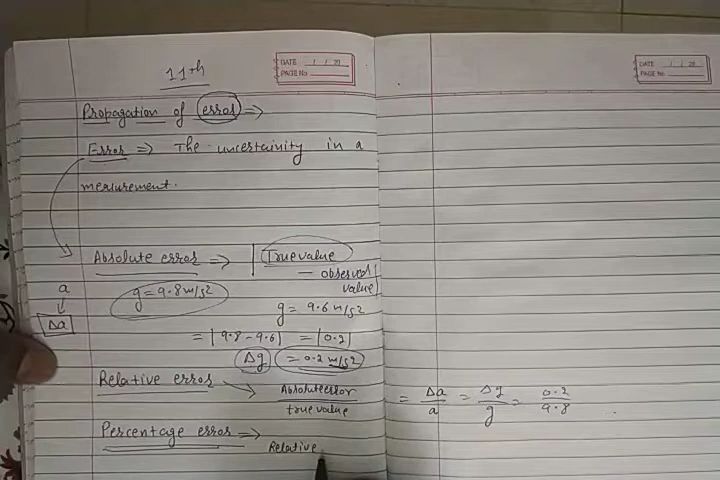 11th
DATE / / 20
PAGE No
DATE / / 20
PAGE No
Propagation of error =>
Error => The uncertainity in a
merurement.
Absolute error => |True value
— observed
value|
a
g = 9.8 m/s2
g = 9.6 m/s2
Δa
= |9.8 - 9.6| = |0.2|
Δg = 0.2 m/s2
Relative error → Absolute error
true value
= Δa/a = Δg/g = 0.2/9.8
Percentage error =>
Relative